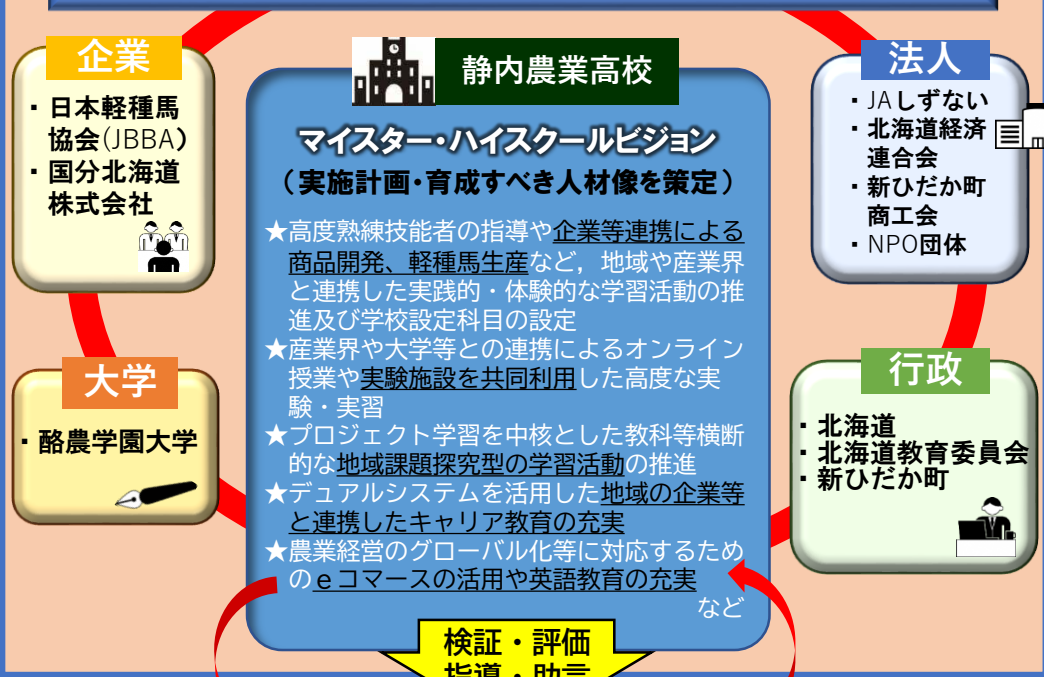 企業
・日本軽種馬
協会(JBBA)
・国分北海道
株式会社
静内農業高校
マイスター・ハイスクールビジョン
(実施計画・育成すべき人材像を策定)
★高度熟練技能者の指導や企業等連携による
商品開発、軽種馬生産など，地域や産業界
と連携した実践的・体験的な学習活動の推
進及び学校設定科目の設定
★産業界や大学等との連携によるオンライン
授業や実験施設を共同利用した高度な実
験・実習
★プロジェクト学習を中核とした教科等横断
的な地域課題探究型の学習活動の推進
★デュアルシステムを活用した地域の企業等
と連携したキャリア教育の充実
★農業経営のグローバル化等に対応するため
のｅコマースの活用や英語教育の充実
など
法人
・JAしずない
・北海道経済
連合会
・新ひだか町
商工会
・NPO団体
大学
・酪農学園大学
行政
・北海道
・北海道教育委員会
・新ひだか町
検証・評価
指導・助言